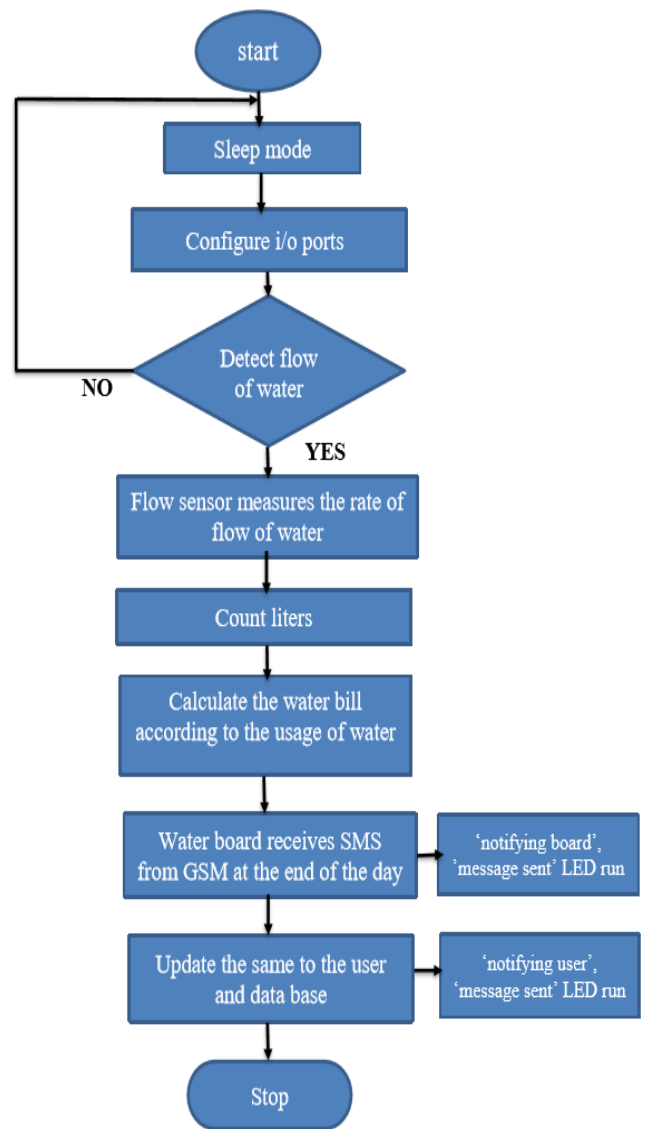 start
Sleep mode
Configure i/o ports
Detect flow
of water
NO
YES
Flow sensor measures the rate of
flow of water
Count liters
Calculate the water bill
according to the usage of water
Water board receives SMS
from GSM at the end of the day
‘notifying board’,
’message sent’ LED run
Update the same to the user
and data base
‘notifying user’,
‘message sent’ LED run
Stop